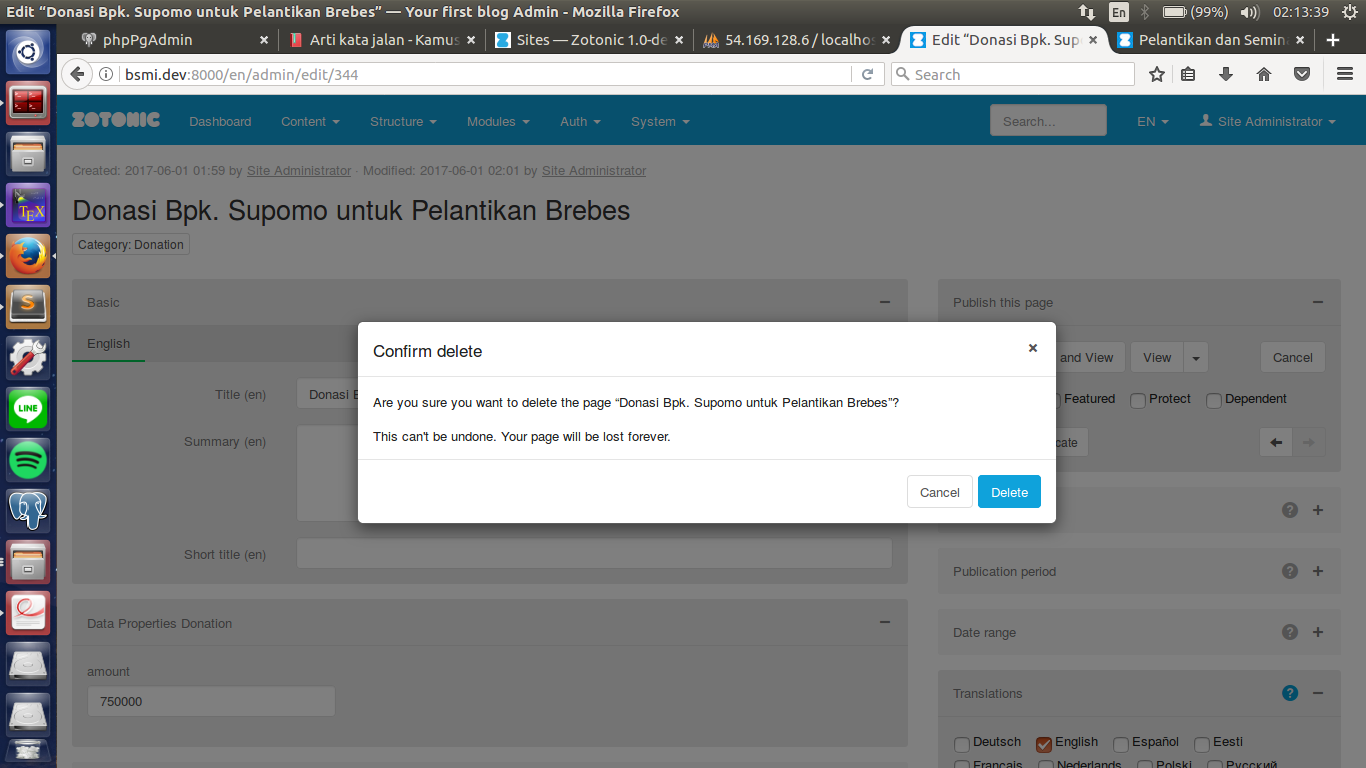 Edit “Donasi Bpk. Supomo untuk Pelantikan Brebes” — Your first blog Admin - Mozilla Firefox
En (99%) 02:13:39
phpPgAdmin
Arti kata jalan - Kamus
Sites — Zotonic 1.0-de
54.169.128.6 / localhos
Edit “Donasi Bpk. Sup
Pelantikan dan Semin
bsmi.dev:8000/en/admin/edit/344
Search
ZOTONIC Dashboard Content Structure Modules Auth System Search... EN Site Administrator
Created: 2017-06-01 01:59 by Site Administrator · Modified: 2017-06-01 02:01 by Site Administrator
Donasi Bpk. Supomo untuk Pelantikan Brebes
Category: Donation
Basic
English
Title (en) Donasi B
Summary (en)
Short title (en)
Data Properties Donation
amount
750000
Confirm delete
Are you sure you want to delete the page “Donasi Bpk. Supomo untuk Pelantikan Brebes”?
This can't be undone. Your page will be lost forever.
Cancel Delete
Publish this page
and View View Cancel
Featured Protect Dependent
cate
Publication period
Date range
Translations
Deutsch English Español Eesti
Français Nederlands Polski Русский
TEX
S
LINE